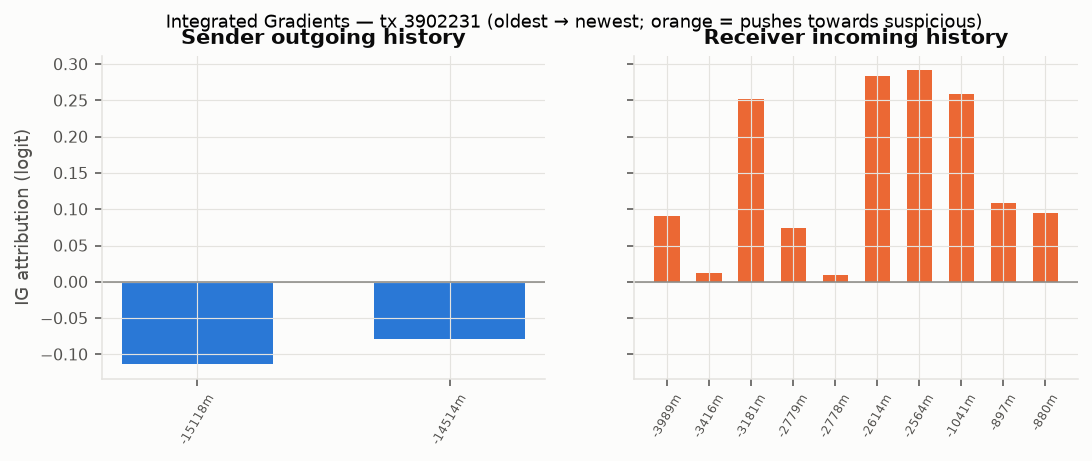 Integrated Gradients — tx 3902231 (oldest → newest; orange = pushes towards suspicious)
Sender outgoing history
Receiver incoming history
IG attribution (logit)
0.30
0.25
0.20
0.15
0.10
0.05
0.00
−0.05
−0.10
-15118m
-14514m
-3989m
-3416m
-3181m
-2779m
-2778m
-2614m
-2564m
-1041m
-897m
-880m